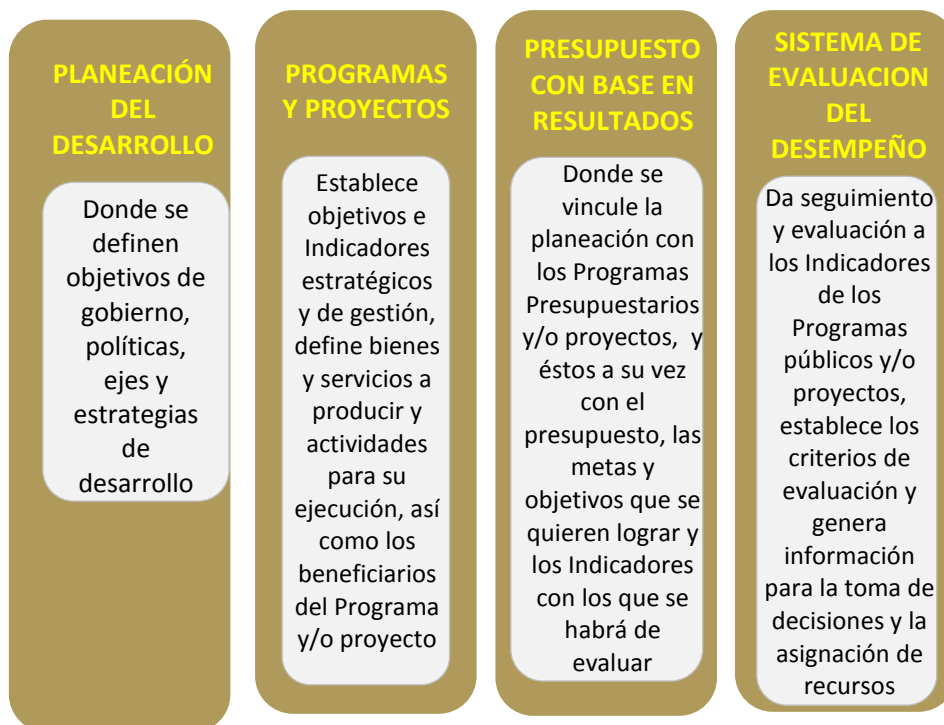 PLANEACIÓN
DEL
DESARROLLO
Donde se
definen
objetivos de
gobierno,
políticas,
ejes y
estrategias
de
desarrollo
PROGRAMAS
Y PROYECTOS
Establece
objetivos e
Indicadores
estratégicos
y de gestión,
define bienes
y servicios a
producir y
actividades
para su
ejecución, así
como los
beneficiarios
del Programa
y/o proyecto
PRESUPUESTO
CON BASE EN
RESULTADOS
Donde se
vincule la
planeación con
los Programas
Presupuestarios
y/o proyectos, y
éstos a su vez
con el
presupuesto, las
metas y
objetivos que se
quieren lograr y
los Indicadores
con los que se
habrá de
evaluar
SISTEMA DE
EVALUACION
DEL
DESEMPEÑO
Da seguimiento
y evaluación a
los Indicadores
de los
Programas
públicos y/o
proyectos,
establece los
criterios de
evaluación y
genera
información
para la toma de
decisiones y la
asignación de
recursos